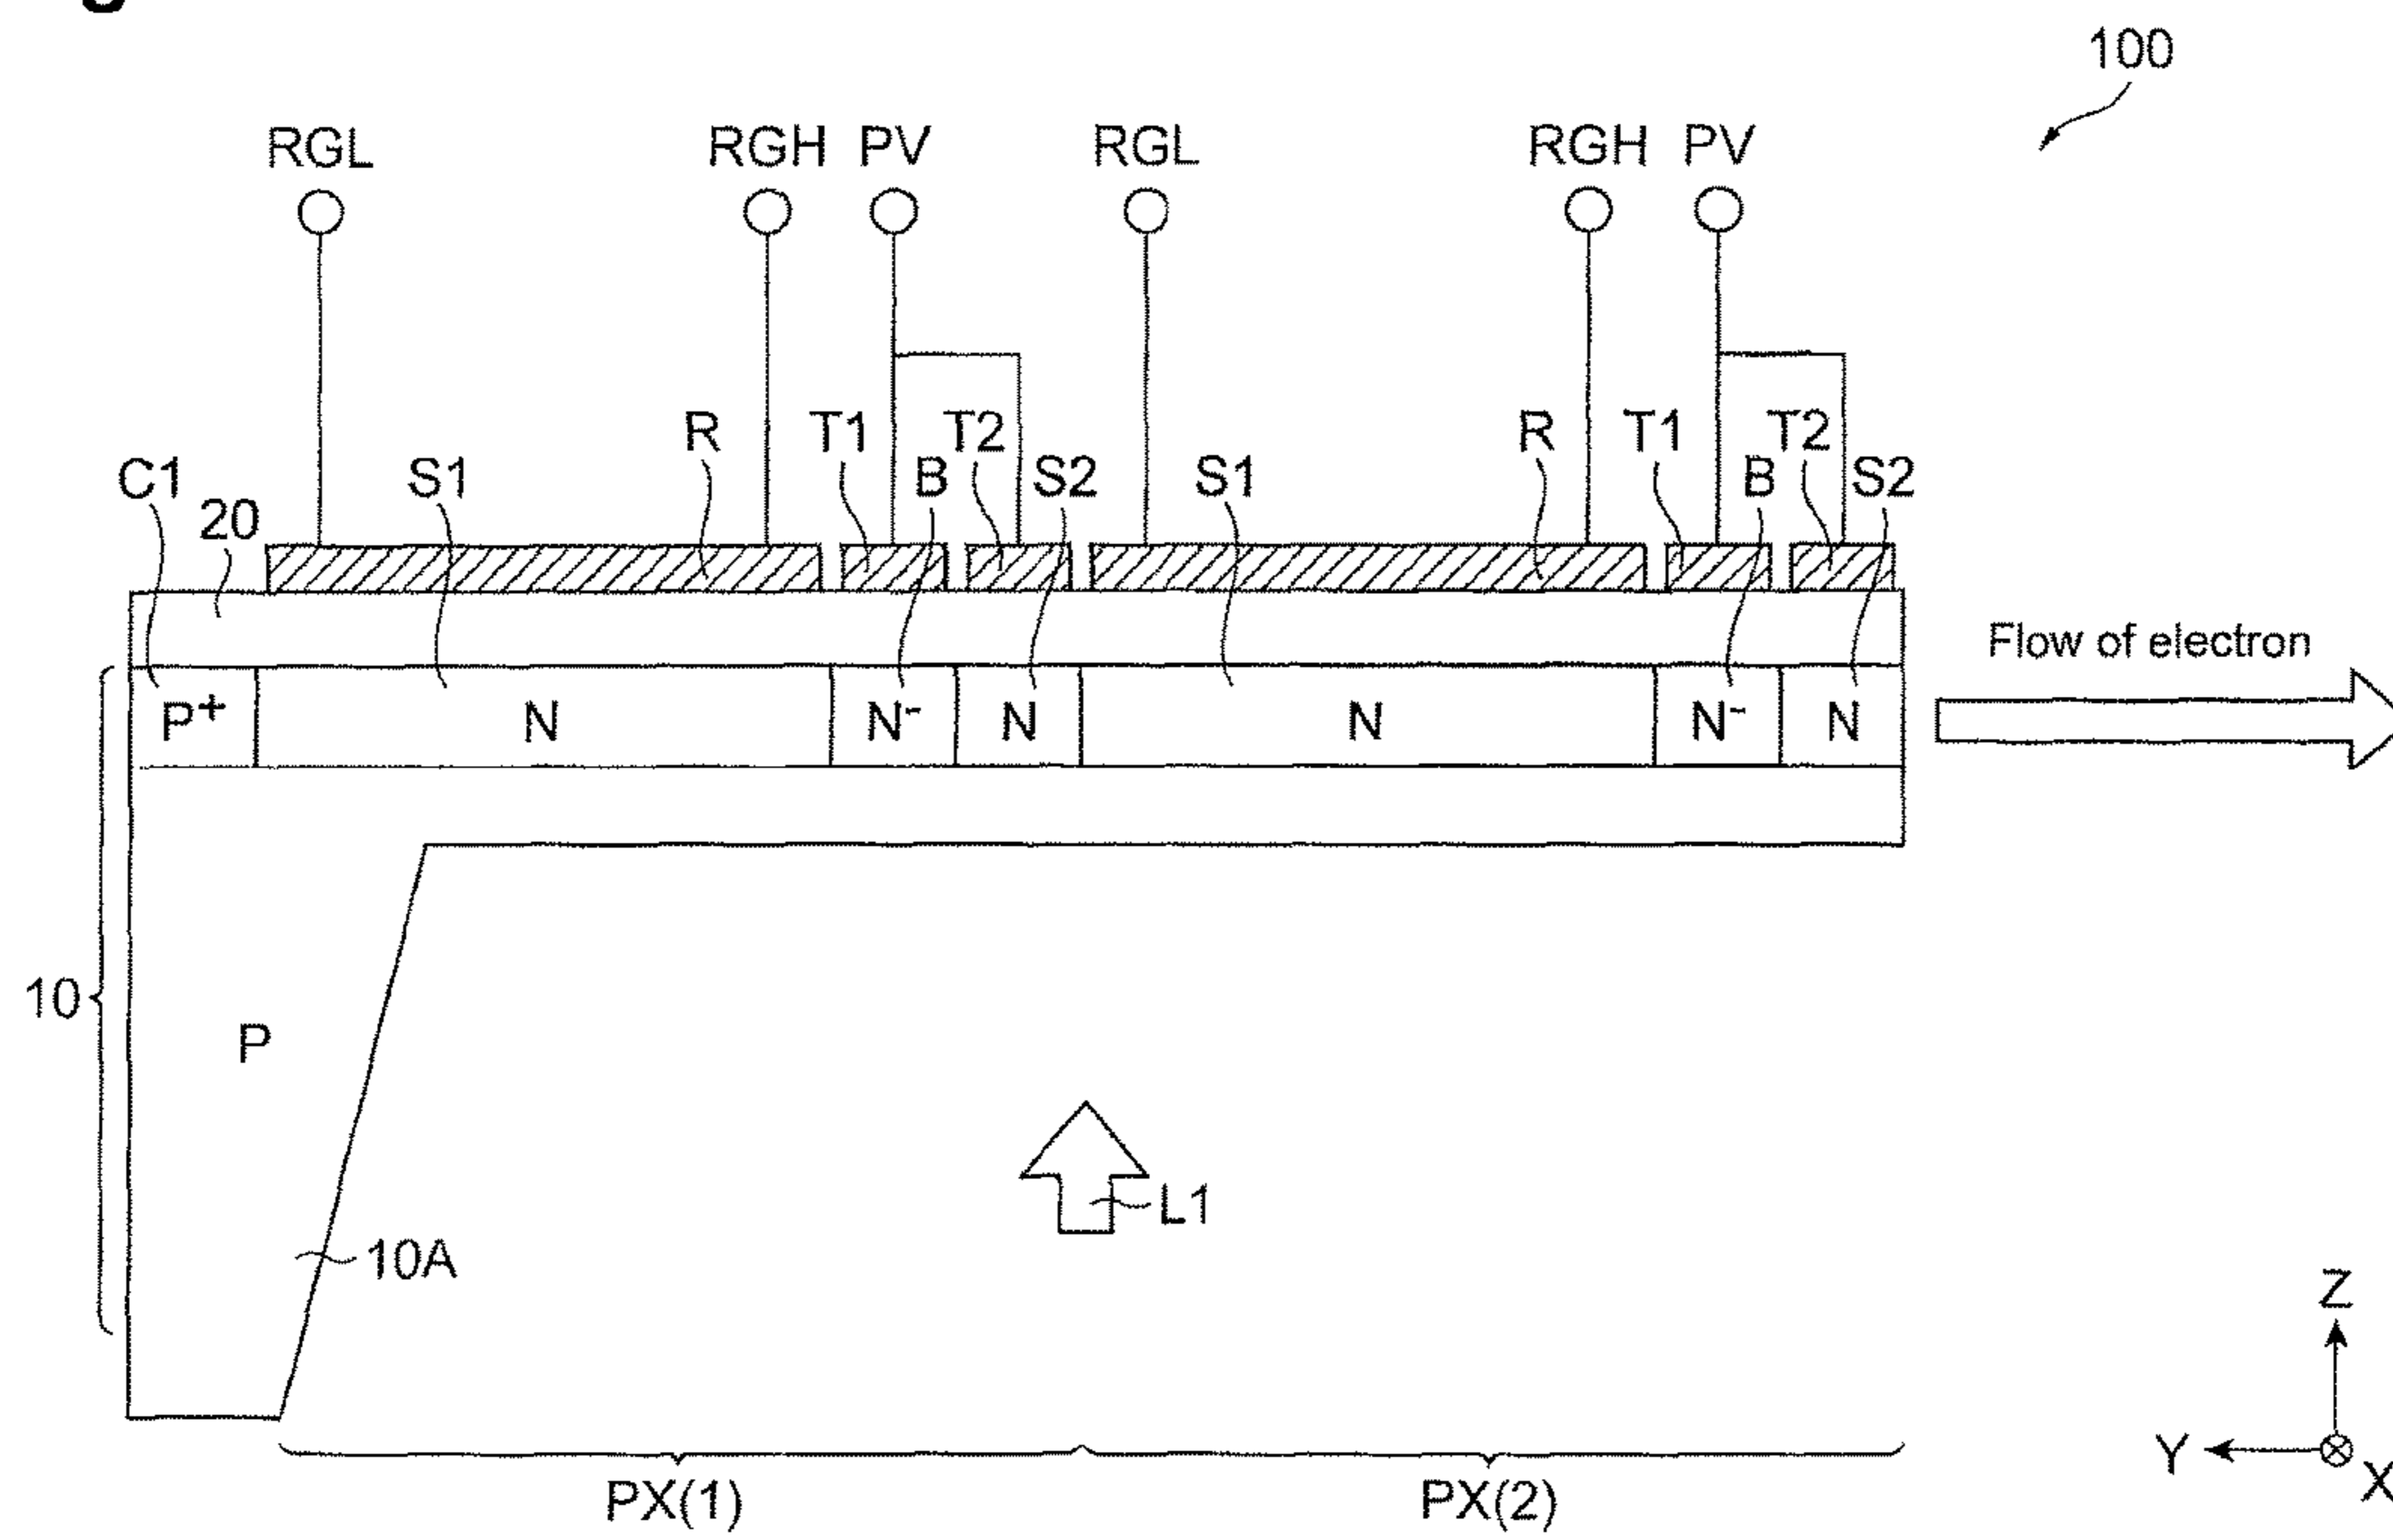 100
RGL RGH PV RGL RGH PV
R T1 T2 R T1 T2
C1 S1 B S2 S1 B S2
20
Flow of electron
P+ N N- N N N- N
10
P
L1
10A
Z
Y
X
PX(1) PX(2)